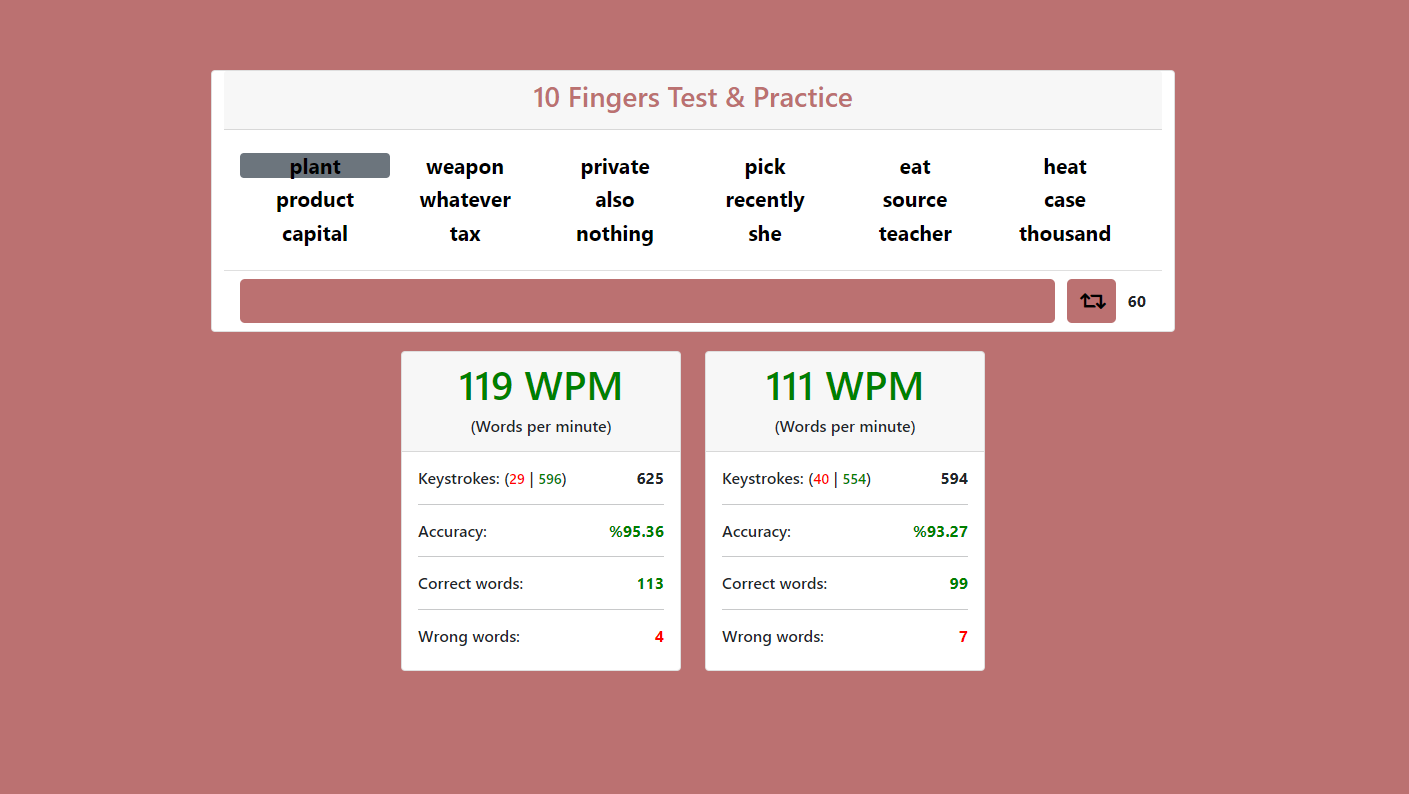 10 Fingers Test & Practice
plant weapon private pick eat heat
product whatever also recently source case
capital tax nothing she teacher thousand
60
119 WPM
(Words per minute)
Keystrokes: (29 | 596) 625
Accuracy: %95.36
Correct words: 113
Wrong words: 4
111 WPM
(Words per minute)
Keystrokes: (40 | 554) 594
Accuracy: %93.27
Correct words: 99
Wrong words: 7